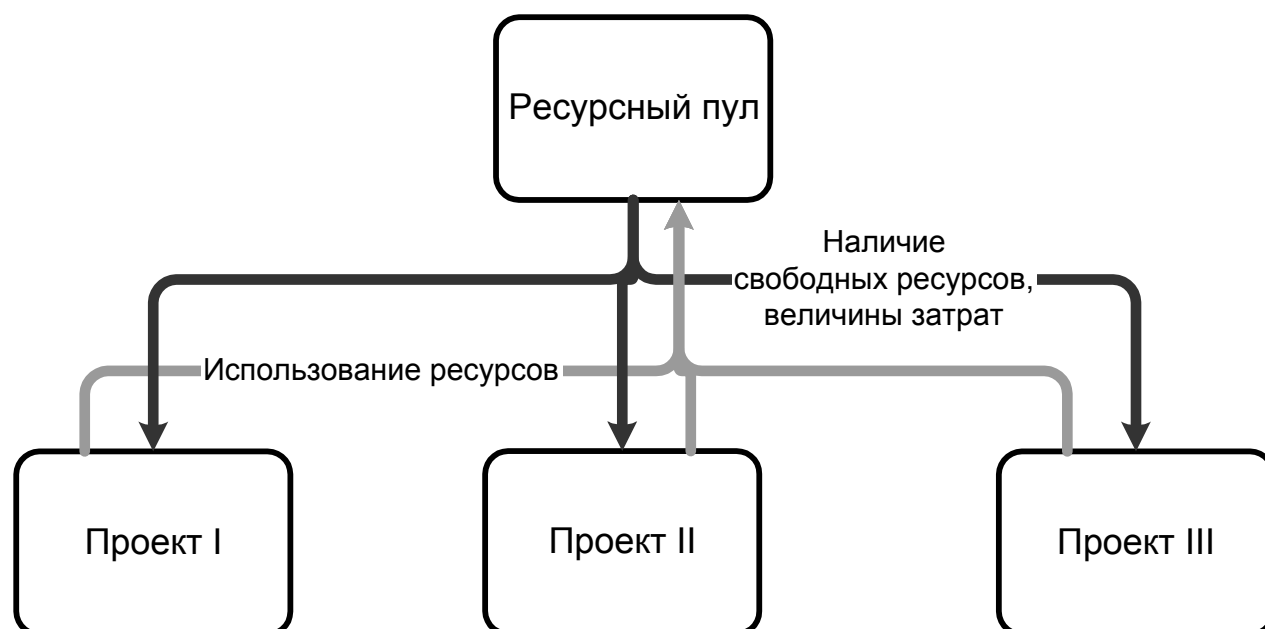 Ресурсный пул
Наличие
свободных ресурсов,
величины затрат
Использование ресурсов
Проект I
Проект II
Проект III